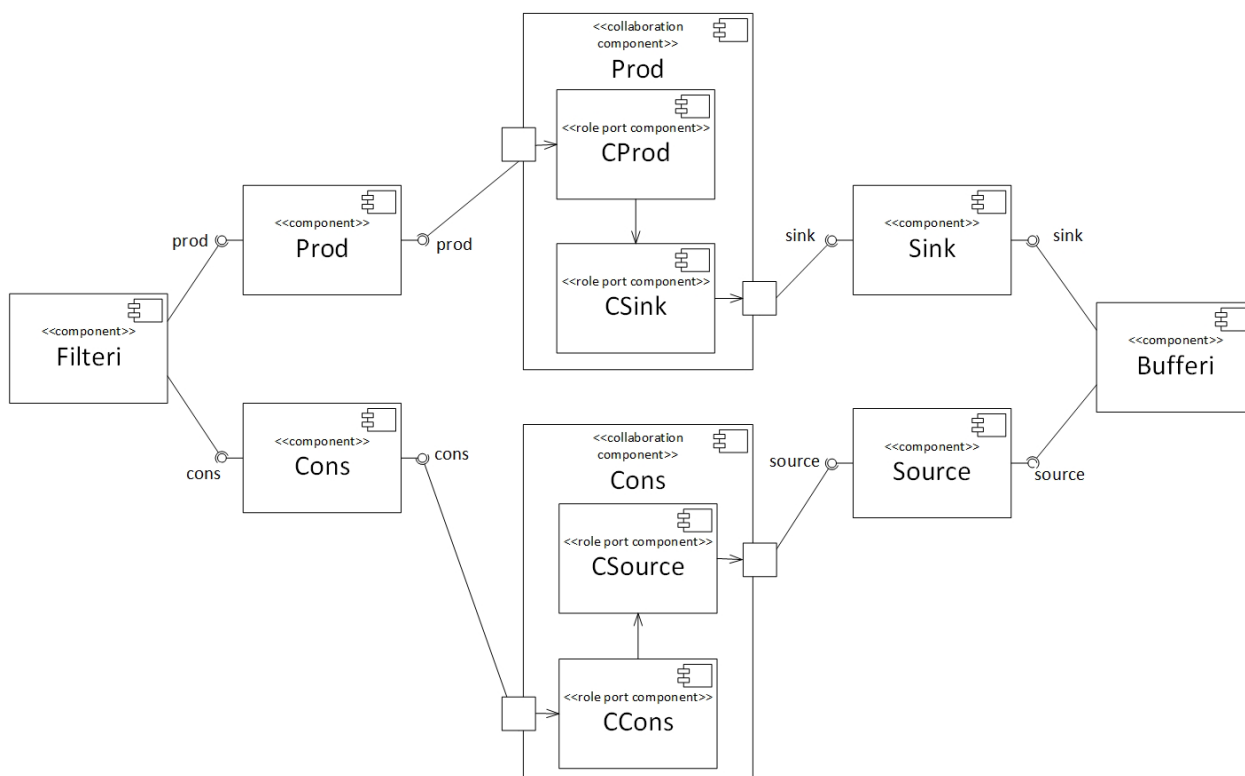 <<collaboration
component>>
Prod
<<role port component>>
CProd
<<component>>
Prod
prod
prod
<<component>>
Sink
sink
sink
<<role port component>>
CSink
<<component>>
Filteri
<<component>>
Bufferi
<<component>>
Cons
cons
cons
<<collaboration
component>>
Cons
<<component>>
Source
source
source
<<role port component>>
CSource
<<role port component>>
CCons